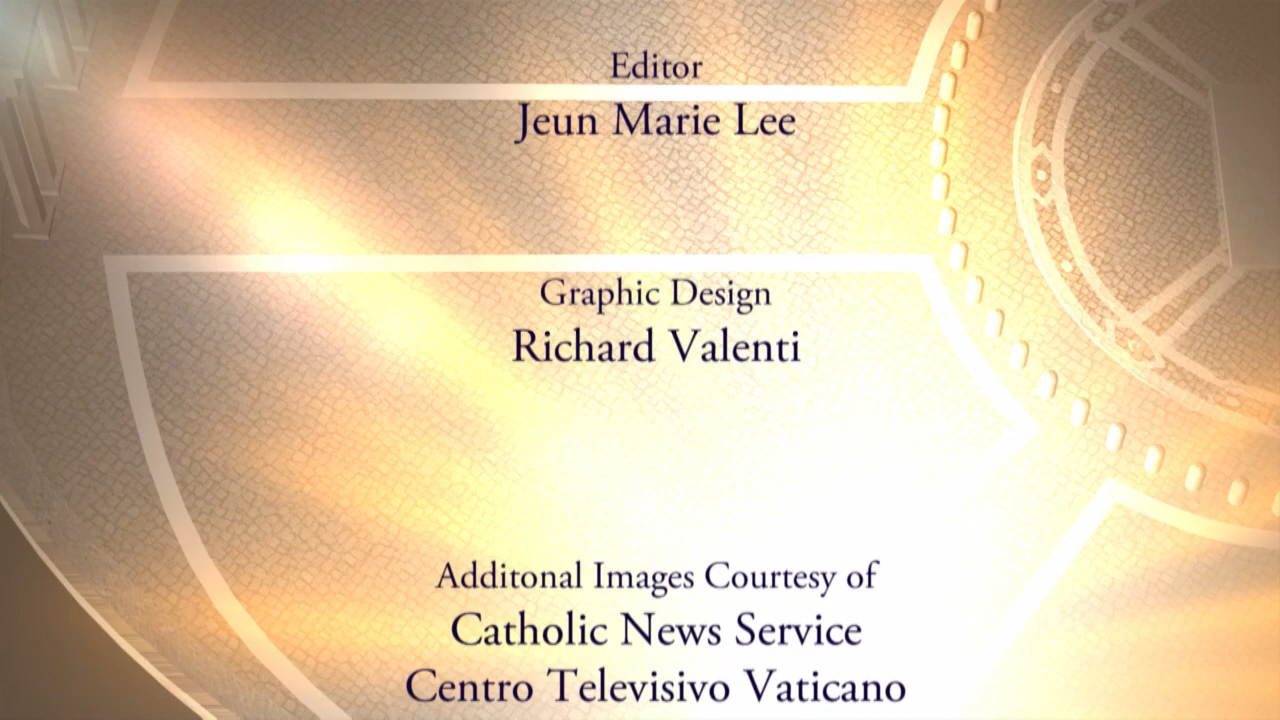 Editor
Jeun Marie Lee
Graphic Design
Richard Valenti
Additonal Images Courtesy of
Catholic News Service
Centro Televisivo Vaticano